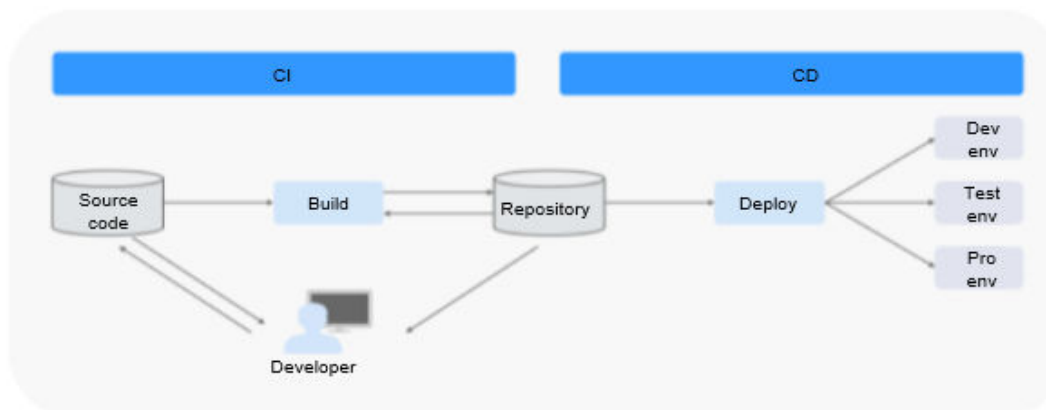 CI
CD
Dev
env
Source
code
Build
Repository
Deploy
Test
env
Pro
env
Developer